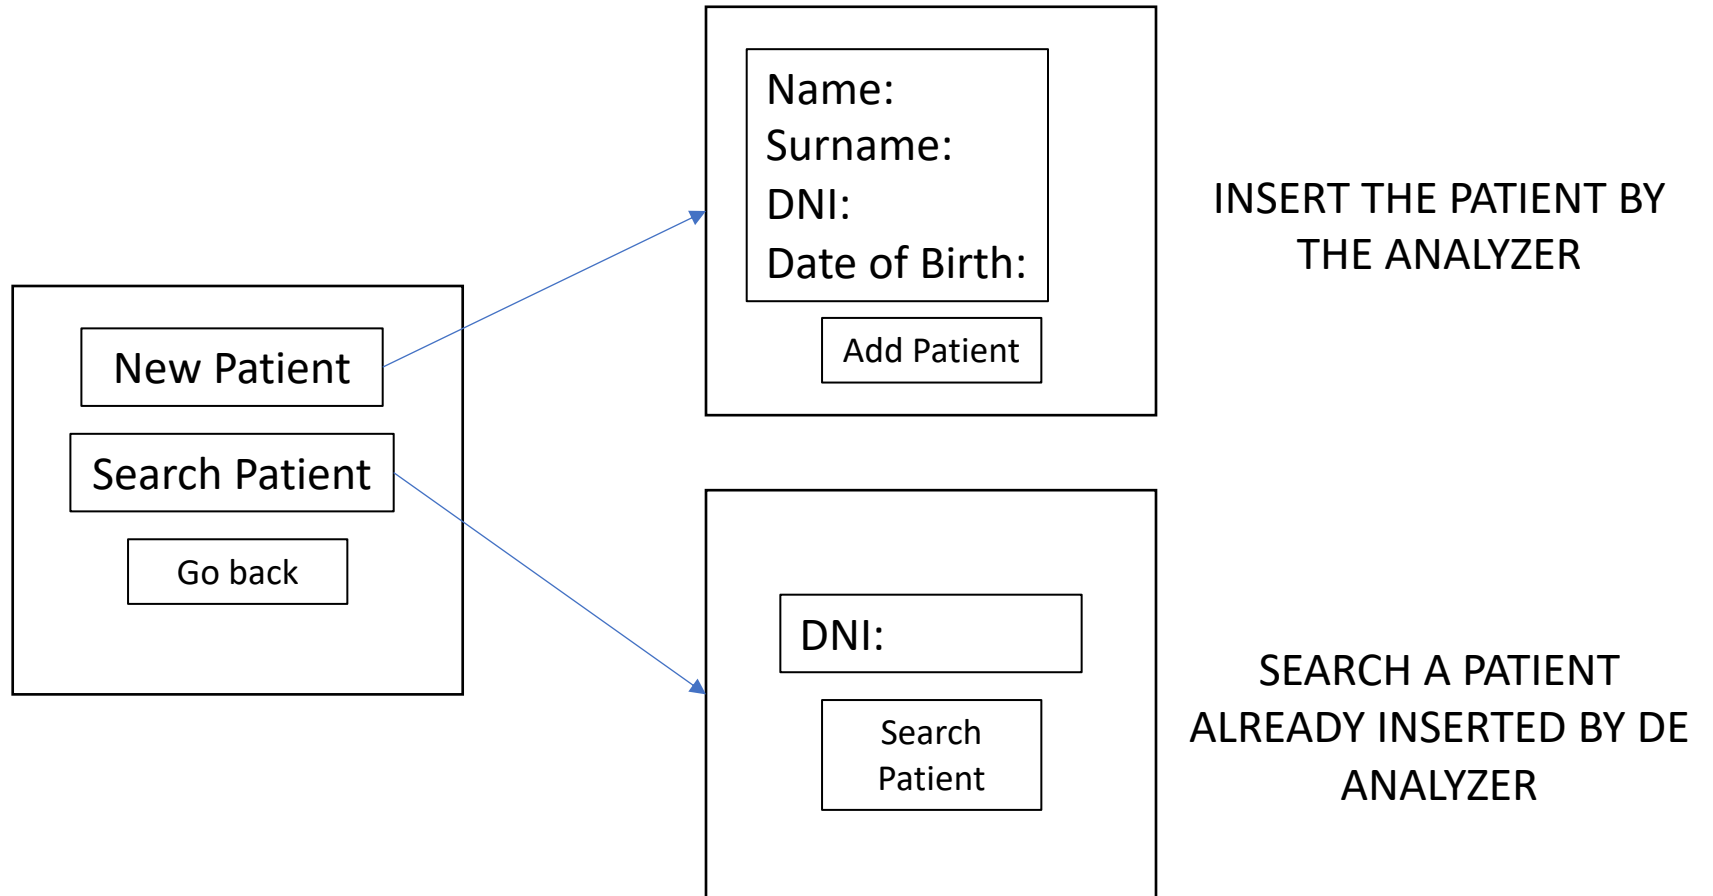 New Patient
Search Patient
Go back
Name:
Surname:
DNI:
Date of Birth:
Add Patient
INSERT THE PATIENT BY
THE ANALYZER
DNI:
Search
Patient
SEARCH A PATIENT
ALREADY INSERTED BY DE
ANALYZER